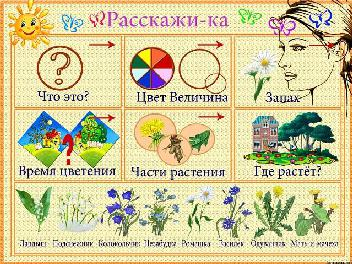 Расскажи-ка
Что это?
Цвет Величина
Запах
Время цветения
Части растения
Где растёт?
Ландыш Подснежник Колокольчик Незабудка Ромашка Василёк Одуванчик Мать и мачеха